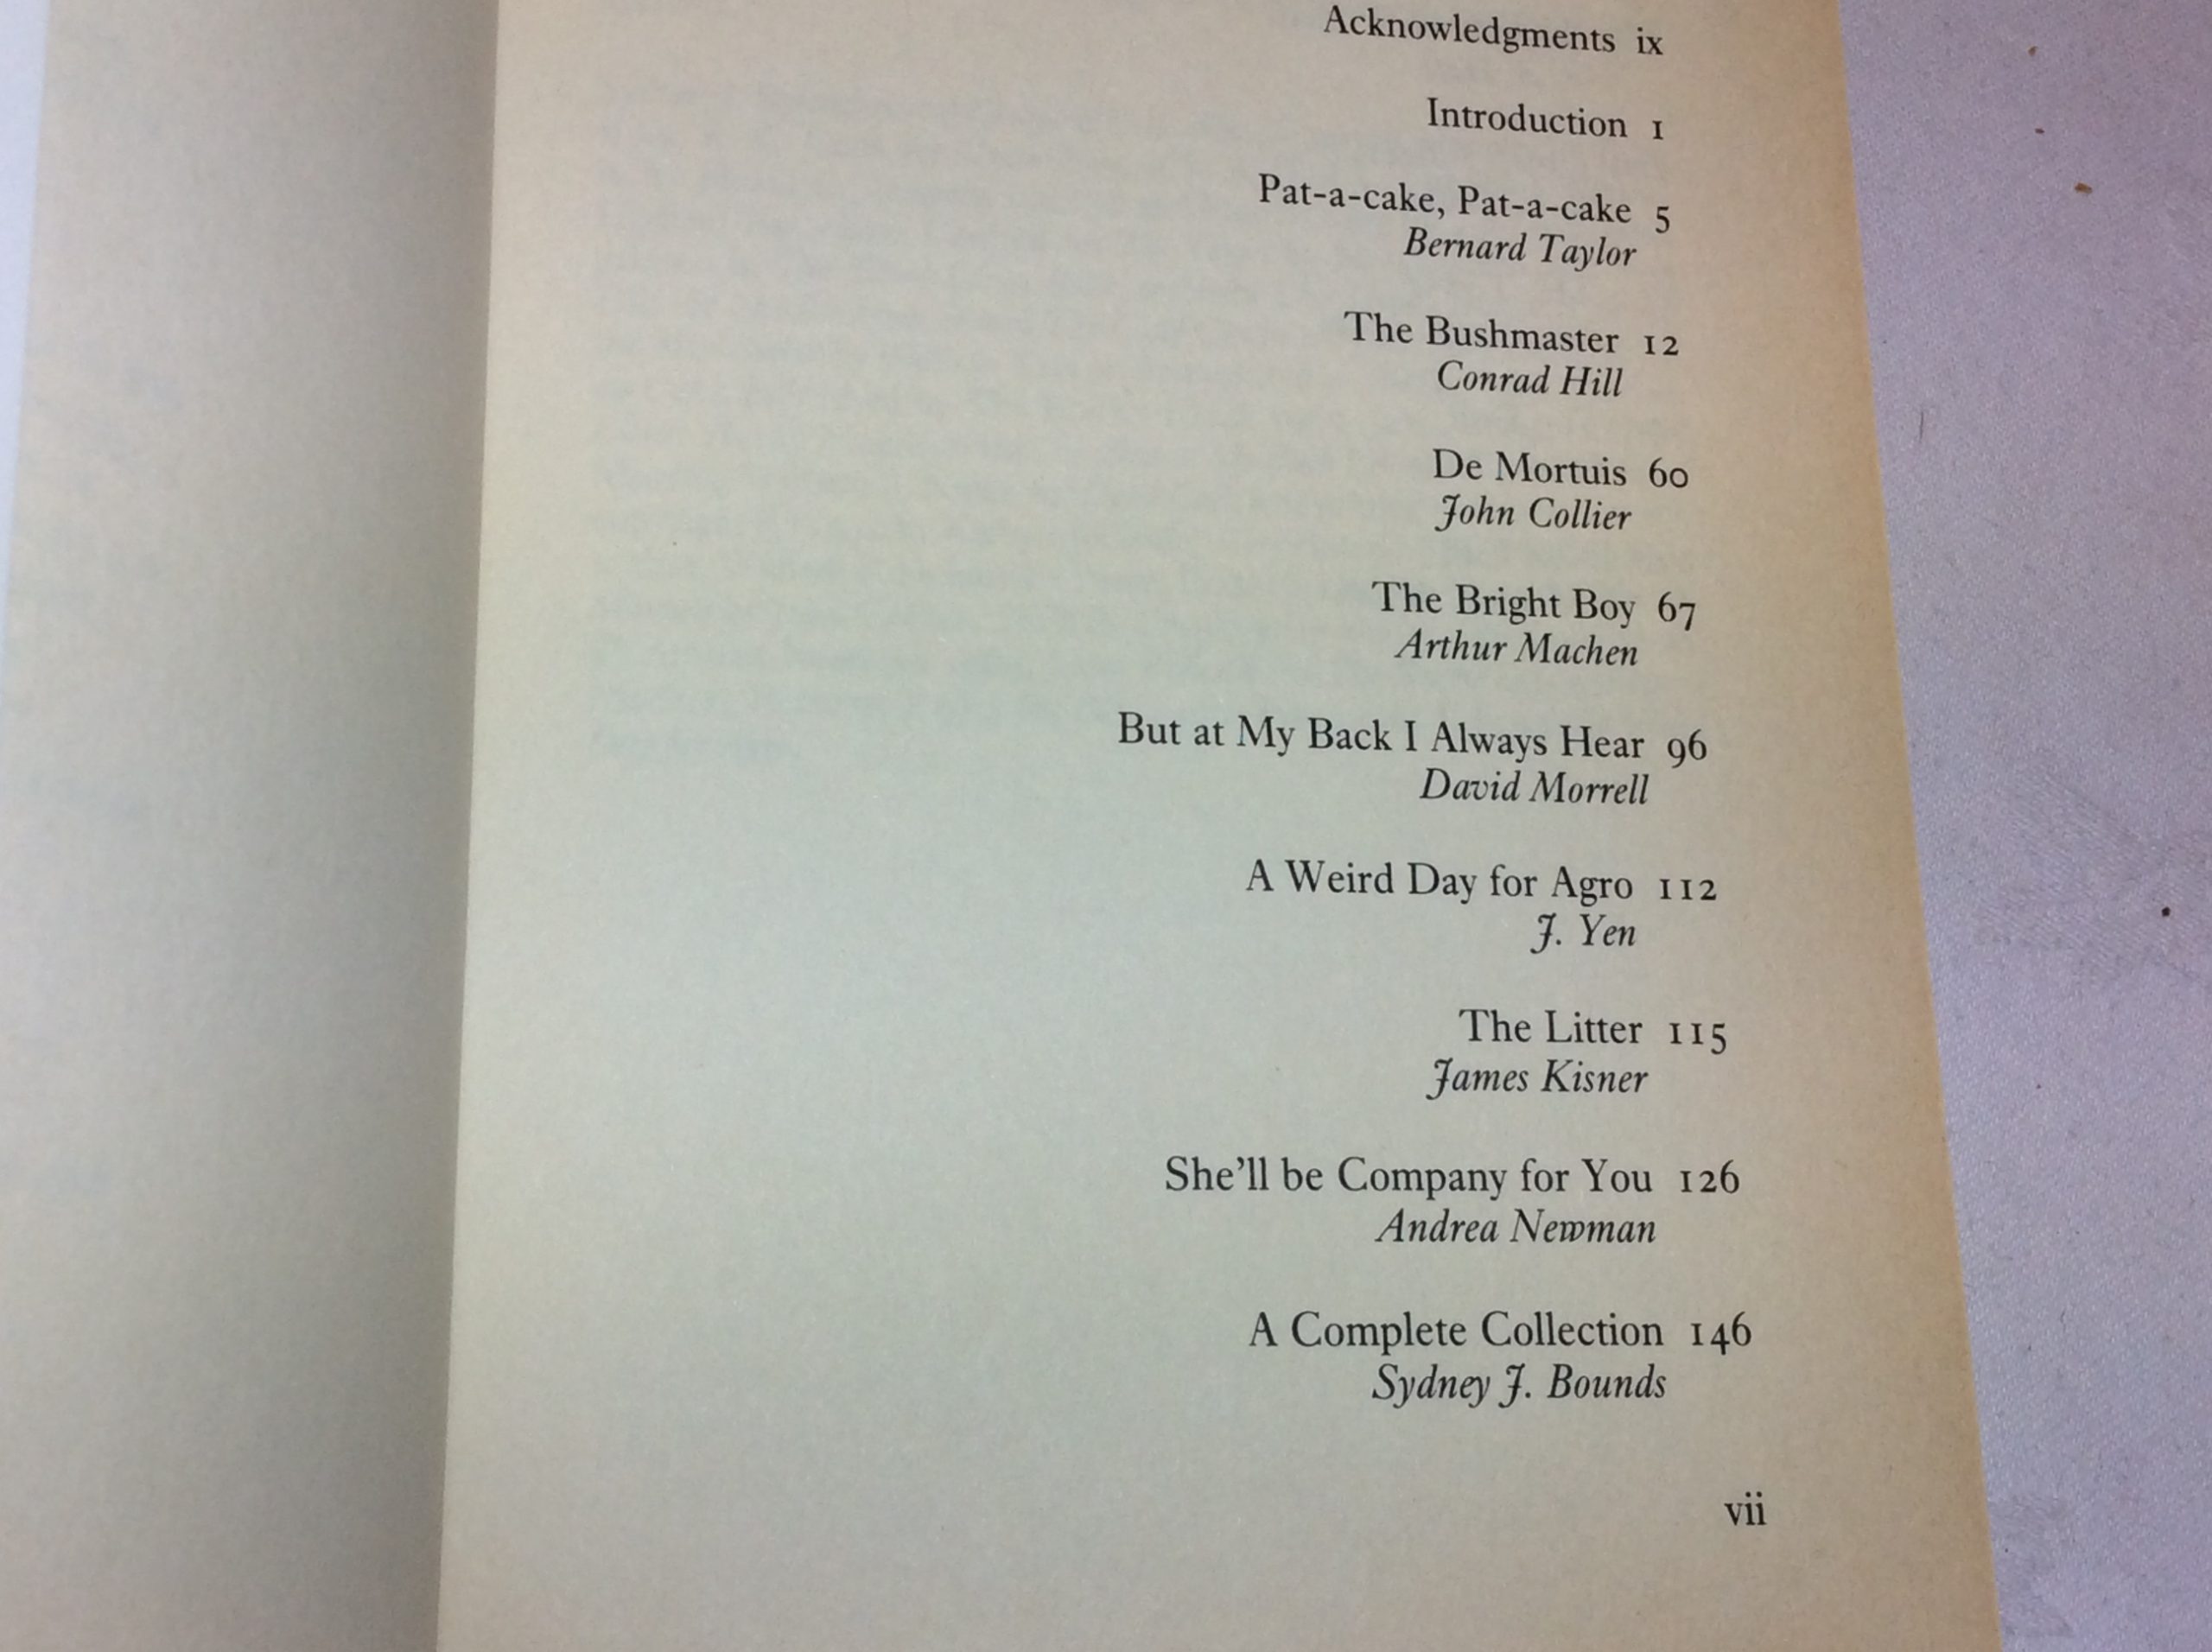 Acknowledgments ix
Introduction 1
Pat-a-cake, Pat-a-cake 5
Bernard Taylor
The Bushmaster 12
Conrad Hill
De Mortuis 60
John Collier
The Bright Boy 67
Arthur Machen
But at My Back I Always Hear 96
David Morrell
A Weird Day for Agro 112
J. Yen
The Litter 115
James Kisner
She'll be Company for You 126
Andrea Newman
A Complete Collection 146
Sydney J. Bounds
vii